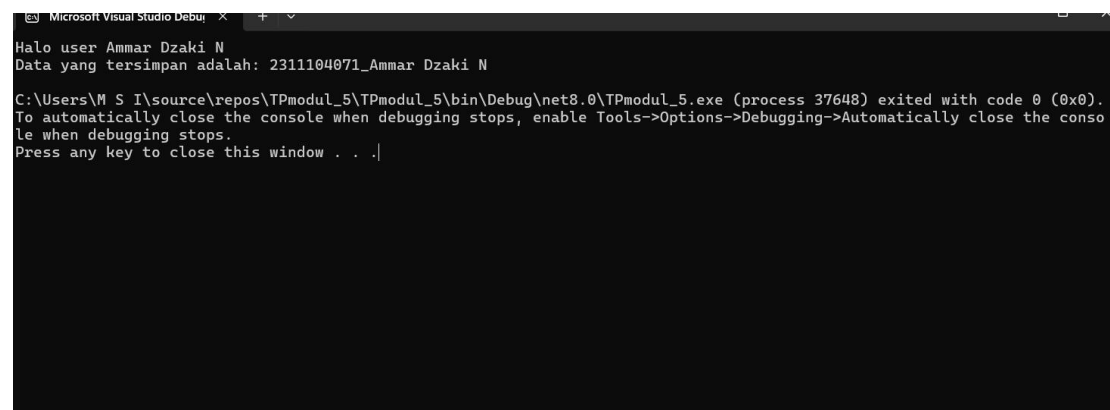 Microsoft Visual Studio Debu
Halo user Ammar Dzaki N
Data yang tersimpan adalah: 2311104071_Ammar Dzaki N
C:\Users\M S I\source\repos\TPmodul_5\TPmodul_5\bin\Debug\net8.0\TPmodul_5.exe (process 37648) exited with code 0 (0x0).
To automatically close the console when debugging stops, enable Tools->Options->Debugging->Automatically close the conso
le when debugging stops.
Press any key to close this window . . .